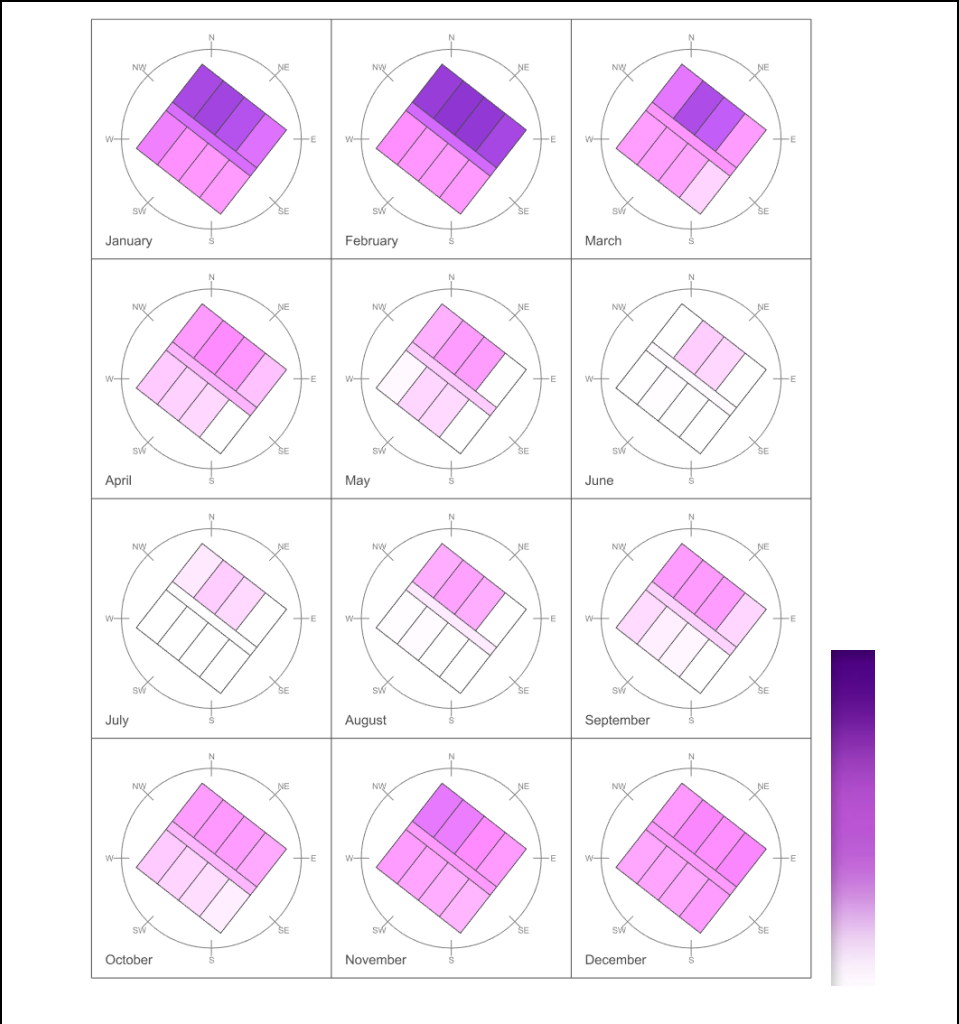 N N N
NW NE NW NE NW NE
W E W E W E
SW SE SW SE SW SE
January S February S March S
N N N
NW NE NW NE NW NE
W E W E W E
SW SE SW SE SW SE
April S May S June S
N N N
NW NE NW NE NW NE
W E W E W E
SW SE SW SE SW SE
July S August S September S
N N N
NW NE NW NE NW NE
W E W E W E
SW SE SW SE SW SE
October S November S December S